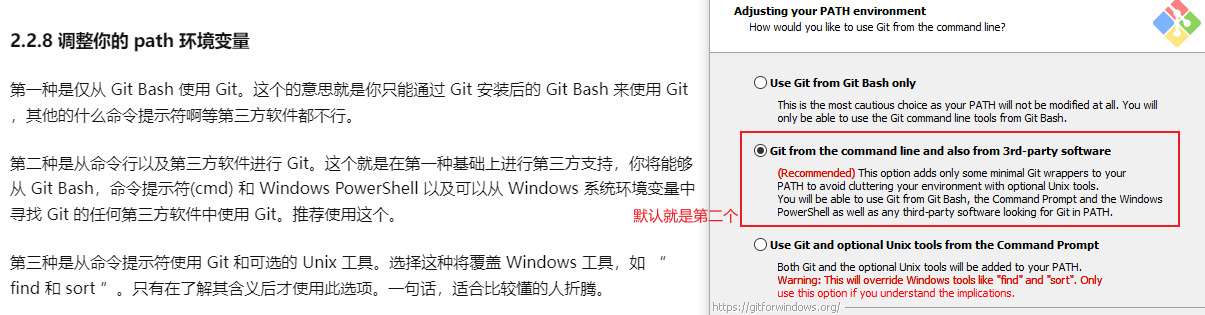 2.2.8 调整你的 path 环境变量
第一种是仅从 Git Bash 使用 Git。这个的意思就是你只能通过 Git 安装后的 Git Bash 来使用 Git
，其他的什么命令提示符啊等第三方软件都不行。
第二种是从命令行以及第三方软件进行 Git。这个就是在第一种基础上进行第三方支持，你将能够
从 Git Bash，命令提示符(cmd) 和 Windows PowerShell 以及可以从 Windows 系统环境变量中
寻找 Git 的任何第三方软件中使用 Git。推荐使用这个。
第三种是从命令提示符使用 Git 和可选的 Unix 工具。选择这种将覆盖 Windows 工具，如 “
find 和 sort ”。只有在了解其含义后才使用此选项。一句话，适合比较懂的人折腾。
默认就是第二个
Adjusting your PATH environment
How would you like to use Git from the command line?
Use Git from Git Bash only
This is the most cautious choice as your PATH will not be modified at all. You will
only be able to use the Git command line tools from Git Bash.
Git from the command line and also from 3rd-party software
(Recommended) This option adds only some minimal Git wrappers to your
PATH to avoid cluttering your environment with optional Unix tools.
You will be able to use Git from Git Bash, the Command Prompt and the Windows
PowerShell as well as any third-party software looking for Git in PATH.
Use Git and optional Unix tools from the Command Prompt
Both Git and the optional Unix tools will be added to your PATH.
Warning: This will override Windows tools like "find" and "sort". Only
use this option if you understand the implications.
https://gitforwindows.org/